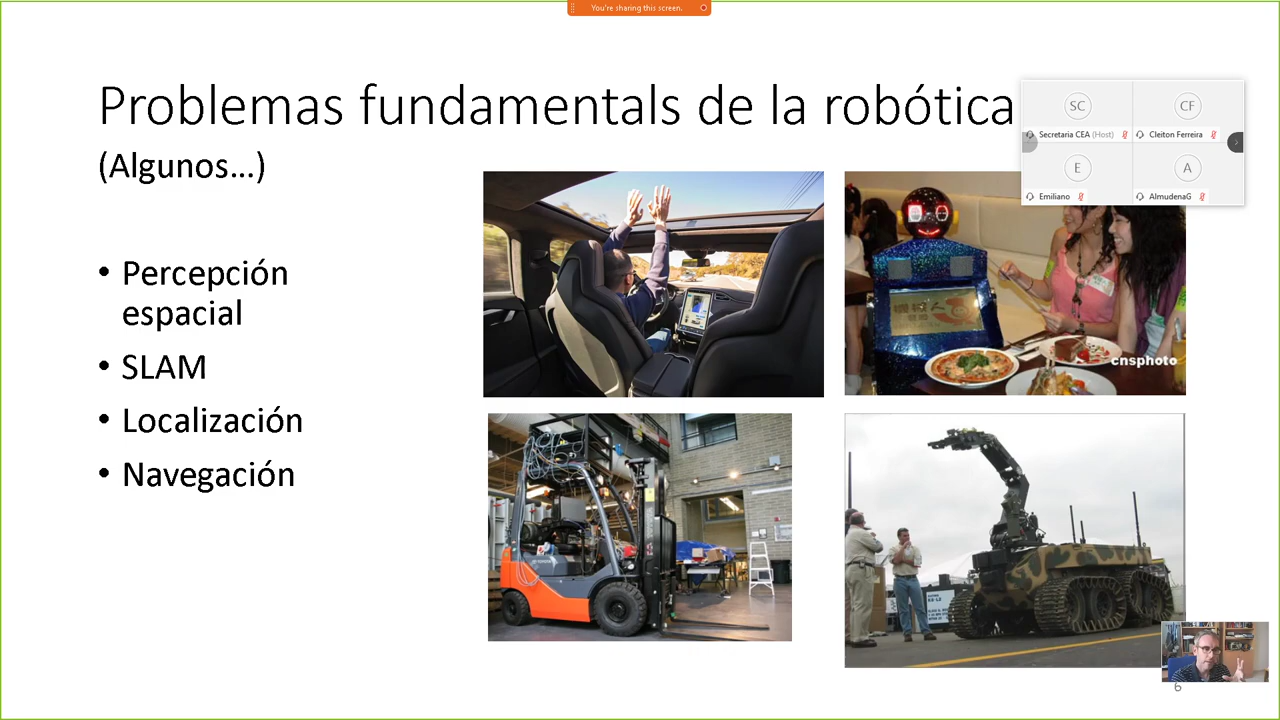 You're sharing this screen.
Problemas fundamentals de la robótica
(Algunos...)
• Percepción
espacial
• SLAM
• Localización
• Navegación
SC
CF
Secretaria CEA (Host)
Cleiton Ferreira
E
A
Emiliano
AlmudenaG
cnsphoto
6